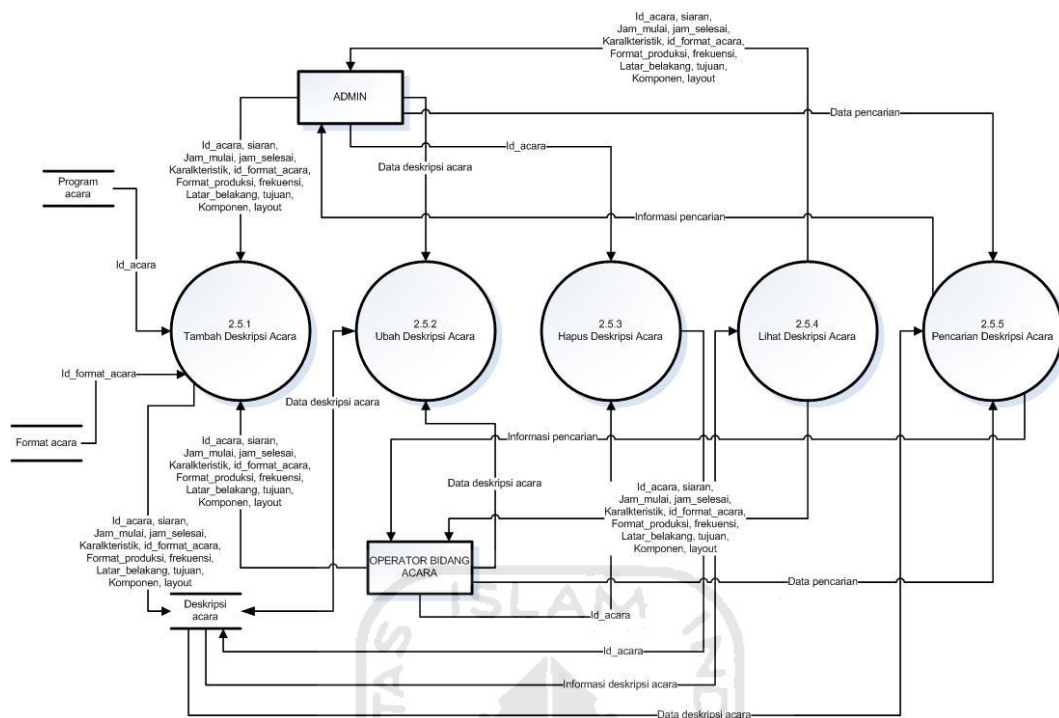 Id_acara, siaran,
Jam_mulai, jam_selesai,
Karalkteristik, id_format_acara,
Format_produksi, frekuensi,
Latar_belakang, tujuan,
Komponen, layout
ADMIN
Data pencarian
Id_acara
Id_acara, siaran,
Jam_mulai, jam_selesai,
Karalkteristik, id_format_acara,
Format_produksi, frekuensi,
Latar_belakang, tujuan,
Komponen, layout
Data deskripsi acara
Program
acara
Informasi pencarian
Id_acara
2.5.1
Tambah Deskripsi Acara
2.5.2
Ubah Deskripsi Acara
2.5.3
Hapus Deskripsi Acara
2.5.4
Lihat Deskripsi Acara
2.5.5
Pencarian Deskripsi Acara
Id_format_acara
Data deskripsi acara
Format acara
Informasi pencarian
Id_acara, siaran,
Jam_mulai, jam_selesai,
Karalkteristik, id_format_acara,
Format_produksi, frekuensi,
Latar_belakang, tujuan,
Komponen, layout
Data deskripsi acara
Id_acara, siaran,
Jam_mulai, jam_selesai,
Karalkteristik, id_format_acara,
Format_produksi, frekuensi,
Latar_belakang, tujuan,
Komponen, layout
Id_acara, siaran,
Jam_mulai, jam_selesai,
Karalkteristik, id_format_acara,
Format_produksi, frekuensi,
Latar_belakang, tujuan,
Komponen, layout
OPERATOR BIDANG
ACARA
Data pencarian
Deskripsi
acara
Id_acara
Id_acara
Informasi deskripsi acara
Data deskripsi acara
ISLAM